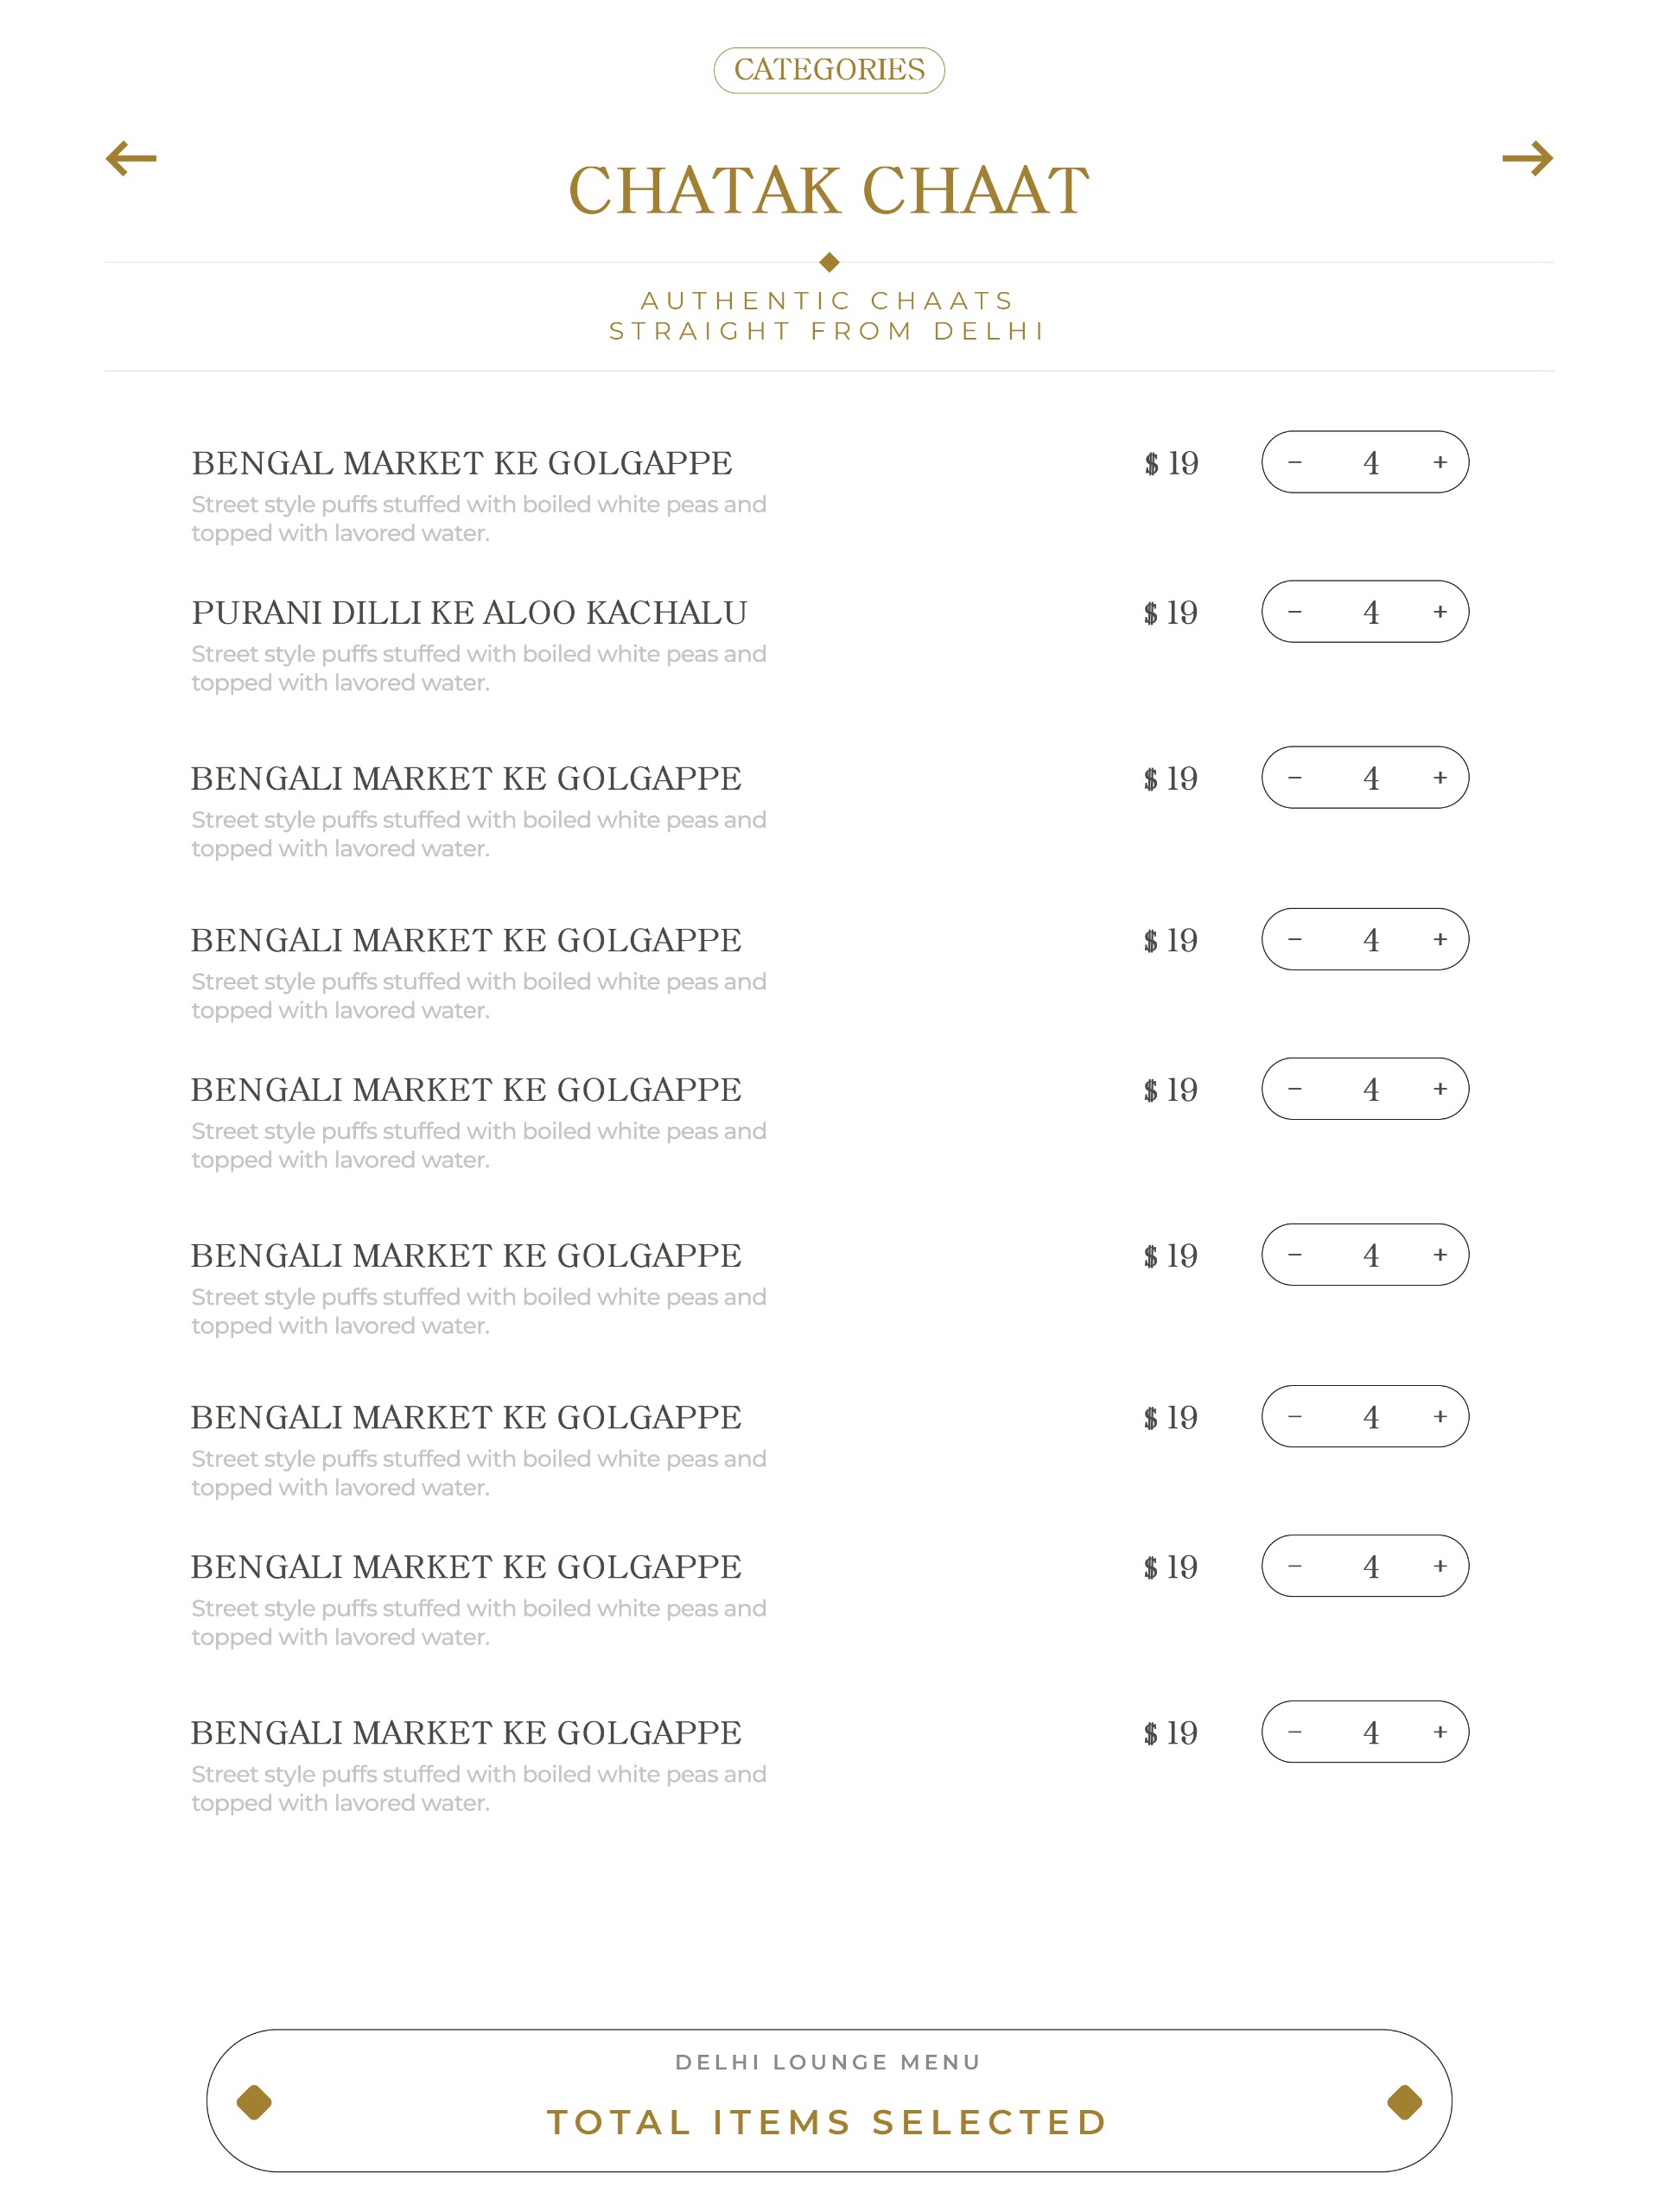 CATEGORIES
CHATAK CHAAT
AUTHENTIC CHAATS
STRAIGHT FROM DELHI
BENGAL MARKET KE GOLGAPPE $ 19 − 4 +
Street style puffs stuffed with boiled white peas and
topped with lavored water.
PURANI DILLI KE ALOO KACHALU $ 19 − 4 +
Street style puffs stuffed with boiled white peas and
topped with lavored water.
BENGALI MARKET KE GOLGAPPE $ 19 − 4 +
Street style puffs stuffed with boiled white peas and
topped with lavored water.
BENGALI MARKET KE GOLGAPPE $ 19 − 4 +
Street style puffs stuffed with boiled white peas and
topped with lavored water.
BENGALI MARKET KE GOLGAPPE $ 19 − 4 +
Street style puffs stuffed with boiled white peas and
topped with lavored water.
BENGALI MARKET KE GOLGAPPE $ 19 − 4 +
Street style puffs stuffed with boiled white peas and
topped with lavored water.
BENGALI MARKET KE GOLGAPPE $ 19 − 4 +
Street style puffs stuffed with boiled white peas and
topped with lavored water.
BENGALI MARKET KE GOLGAPPE $ 19 − 4 +
Street style puffs stuffed with boiled white peas and
topped with lavored water.
BENGALI MARKET KE GOLGAPPE $ 19 − 4 +
Street style puffs stuffed with boiled white peas and
topped with lavored water.
DELHI LOUNGE MENU
TOTAL ITEMS SELECTED